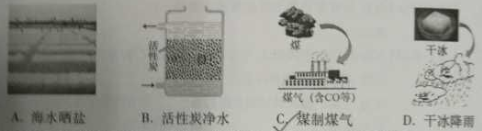 活性炭
煤
煤气（含CO等）
干冰
A. 海水晒盐
B. 活性炭净水
C. 煤制煤气
D. 干冰降雨